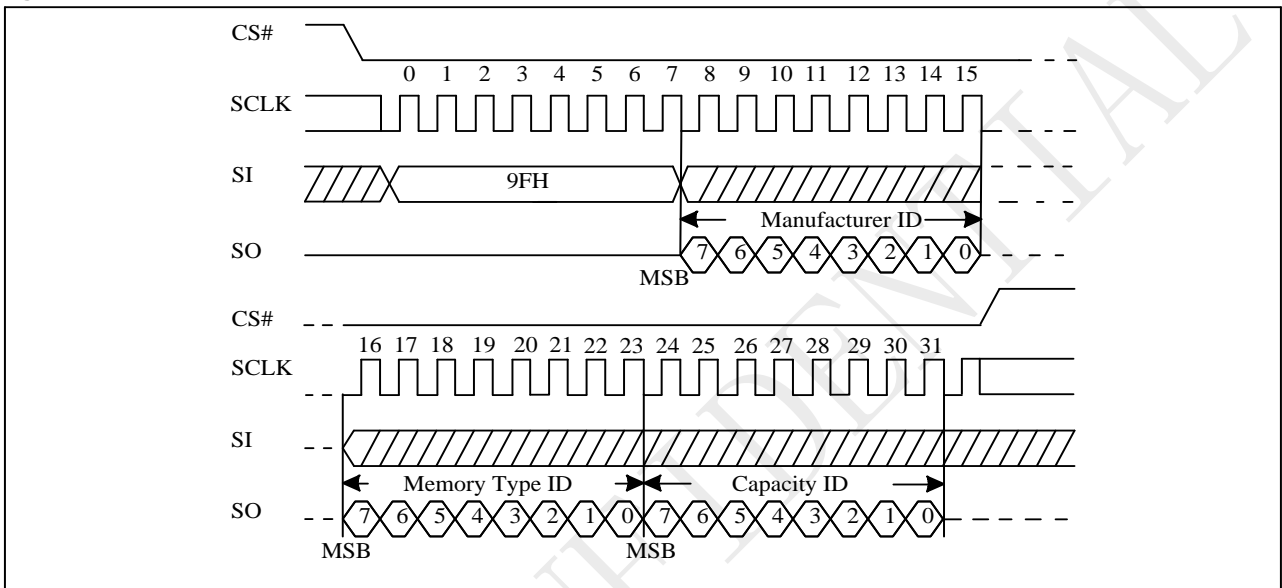 CS#
0 1 2 3 4 5 6 7 8 9 10 11 12 13 14 15
SCLK
SI
9FH
Manufacturer ID
SO
7 6 5 4 3 2 1 0
MSB
CS#
16 17 18 19 20 21 22 23 24 25 26 27 28 29 30 31
SCLK
SI
Memory Type ID Capacity ID
SO
7 6 5 4 3 2 1 0 7 6 5 4 3 2 1 0
MSB MSB